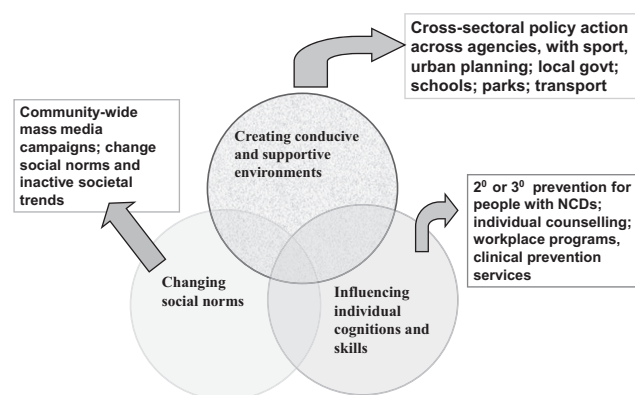 Cross-sectoral policy action
across agencies, with sport,
urban planning; local govt;
schools; parks; transport
Community-wide
mass media
campaigns; change
social norms and
inactive societal
trends
Creating conducive
and supportive
environments
2⁰ or 3⁰ prevention for
people with NCDs;
individual counselling;
workplace programs,
clinical prevention
services
Changing
social norms
Influencing
individual
cognitions and
skills